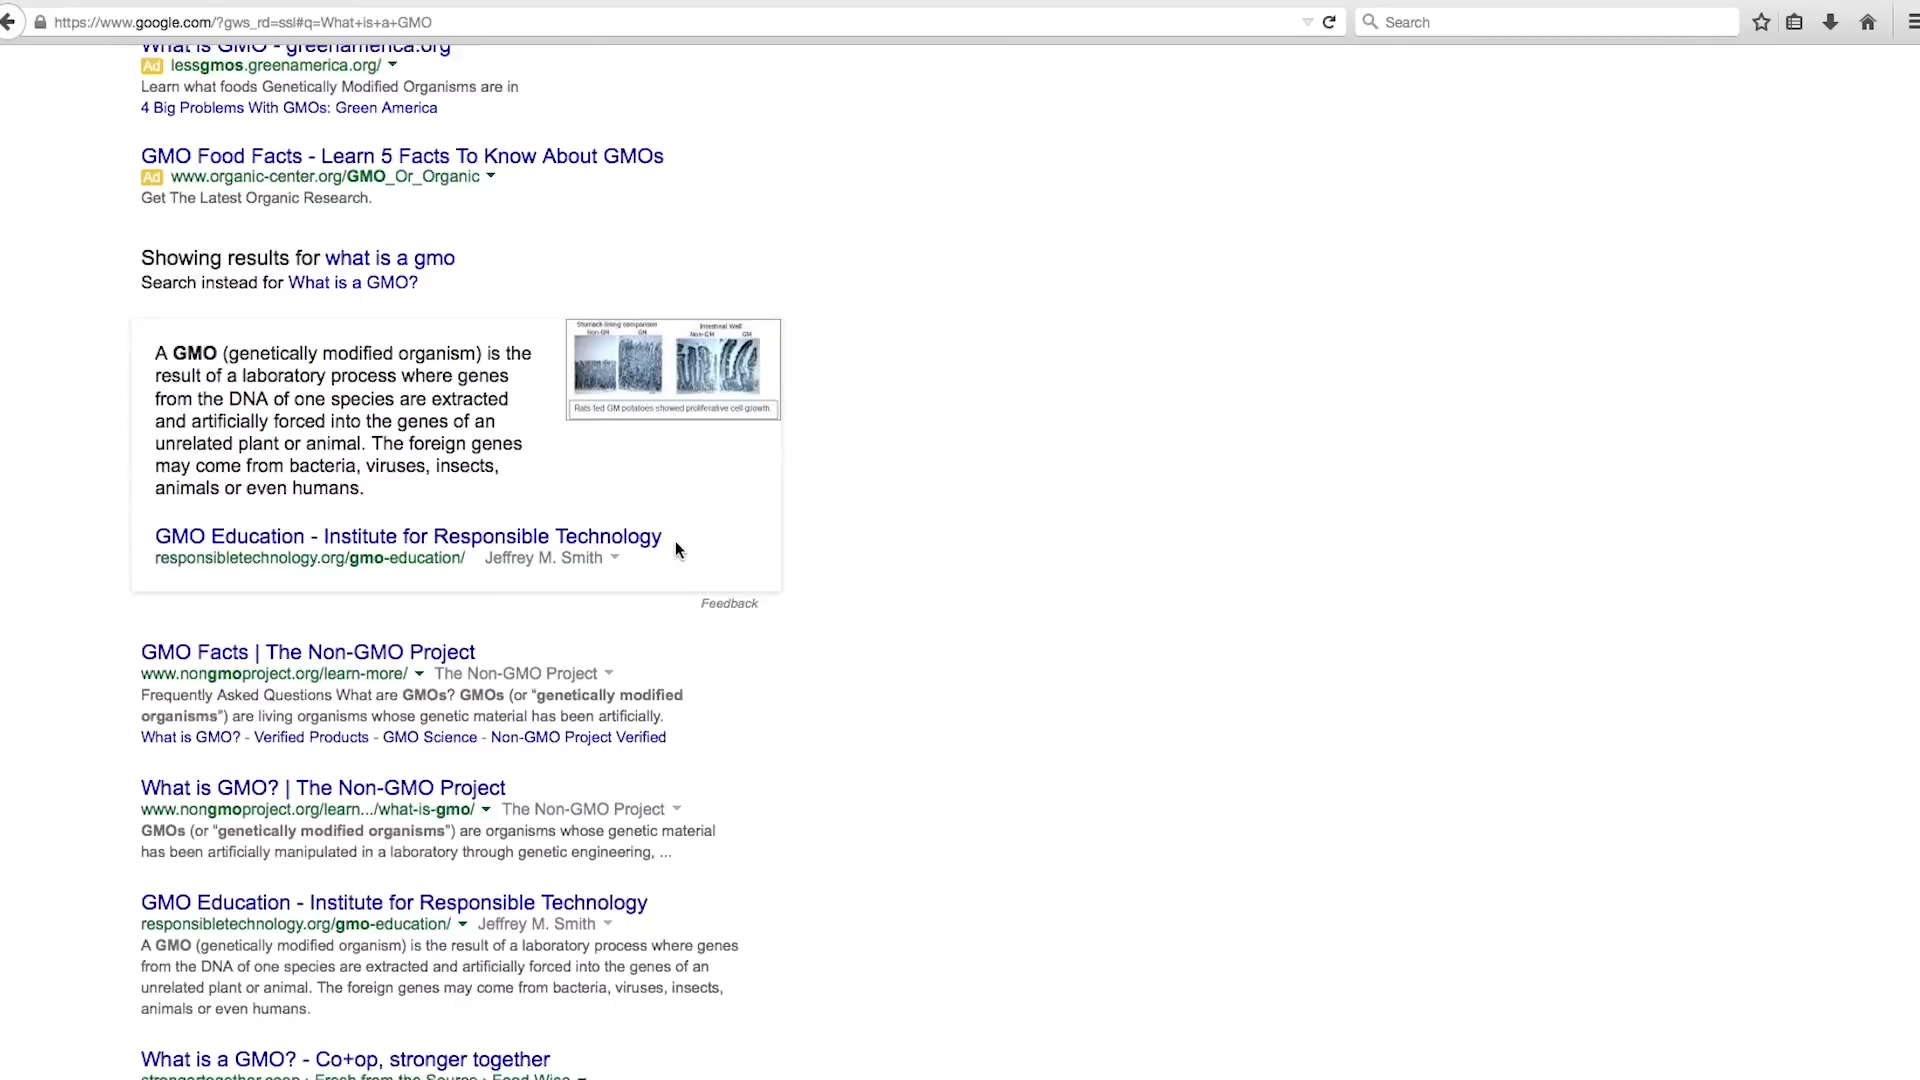 https://www.google.com/?gws_rd=ssl#q=What+is+a+GMO
Search
What is GMO - greenamerica.org
Ad lessgmos.greenamerica.org/
Learn what foods Genetically Modified Organisms are in
4 Big Problems With GMOs: Green America
GMO Food Facts - Learn 5 Facts To Know About GMOs
Ad www.organic-center.org/GMO_Or_Organic
Get The Latest Organic Research.
Showing results for what is a gmo
Search instead for What is a GMO?
A GMO (genetically modified organism) is the
result of a laboratory process where genes
from the DNA of one species are extracted
and artificially forced into the genes of an
unrelated plant or animal. The foreign genes
may come from bacteria, viruses, insects,
animals or even humans.
Stomach lining comparison
Non-GM GM
Intestinal Wall
Non-GM GM
Rats fed GM potatoes showed proliferative cell growth.
GMO Education - Institute for Responsible Technology
responsibletechnology.org/gmo-education/ Jeffrey M. Smith
Feedback
GMO Facts | The Non-GMO Project
www.nongmoproject.org/learn-more/ The Non-GMO Project
Frequently Asked Questions What are GMOs? GMOs (or “genetically modified
organisms”) are living organisms whose genetic material has been artificially.
What is GMO? - Verified Products - GMO Science - Non-GMO Project Verified
What is GMO? | The Non-GMO Project
www.nongmoproject.org/learn.../what-is-gmo/ The Non-GMO Project
GMOs (or “genetically modified organisms”) are organisms whose genetic material
has been artificially manipulated in a laboratory through genetic engineering, ...
GMO Education - Institute for Responsible Technology
responsibletechnology.org/gmo-education/ Jeffrey M. Smith
A GMO (genetically modified organism) is the result of a laboratory process where genes
from the DNA of one species are extracted and artificially forced into the genes of an
unrelated plant or animal. The foreign genes may come from bacteria, viruses, insects,
animals or even humans.
What is a GMO? - Co+op, stronger together
strongertogether.coop › Fresh from the Source › Food Wise